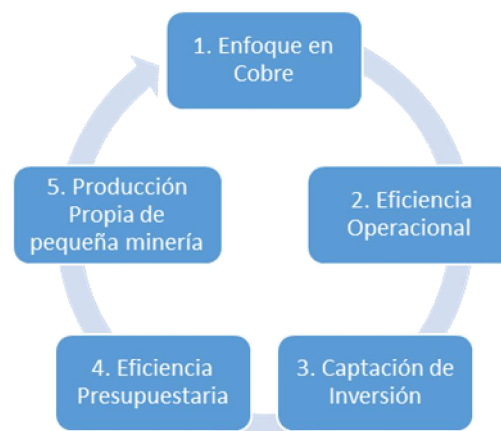 1. Enfoque en
Cobre
2. Eficiencia
Operacional
3. Captación de
Inversión
4. Eficiencia
Presupuestaria
5. Producción
Propia de
pequeña minería